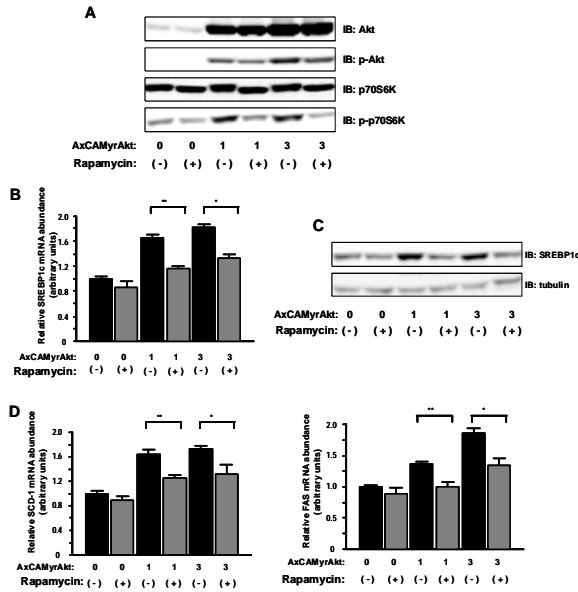 A
IB: Akt
IB: p-Akt
IB: p70S6K
IB: p-p70S6K
AxCAMyrAkt: 0 0 1 1 3 3
Rapamycin: (-) (+) (-) (+) (-) (+)
B
Relative SREBP1c mRNA abundance
(arbitrary units)
2.0
1.6
1.2
0.8
0.4
0
** *
AxCAMyrAkt: 0 0 1 1 3 3
Rapamycin: (-) (+) (-) (+) (-) (+)
C
IB: SREBP1c
IB: tubulin
AxCAMyrAkt: 0 0 1 1 3 3
Rapamycin: (-) (+) (-) (+) (-) (+)
D
Relative SCD-1 mRNA abundance
(arbitrary units)
2.0
1.6
1.2
0.8
0.4
0
** *
AxCAMyrAkt: 0 0 1 1 3 3
Rapamycin: (-) (+) (-) (+) (-) (+)
Relative FAS mRNA abundance
(arbitrary units)
2.0
1.6
1.2
0.8
0.4
0
** *
AxCAMyrAkt: 0 0 1 1 3 3
Rapamycin: (-) (+) (-) (+) (-) (+)